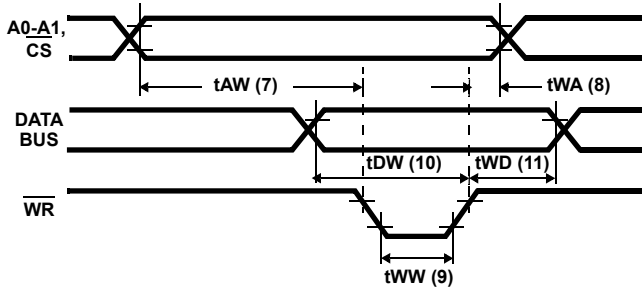 A0-A1,
CS
tAW (7)
tWA (8)
DATA
BUS
tDW (10)
tWD (11)
WR
tWW (9)